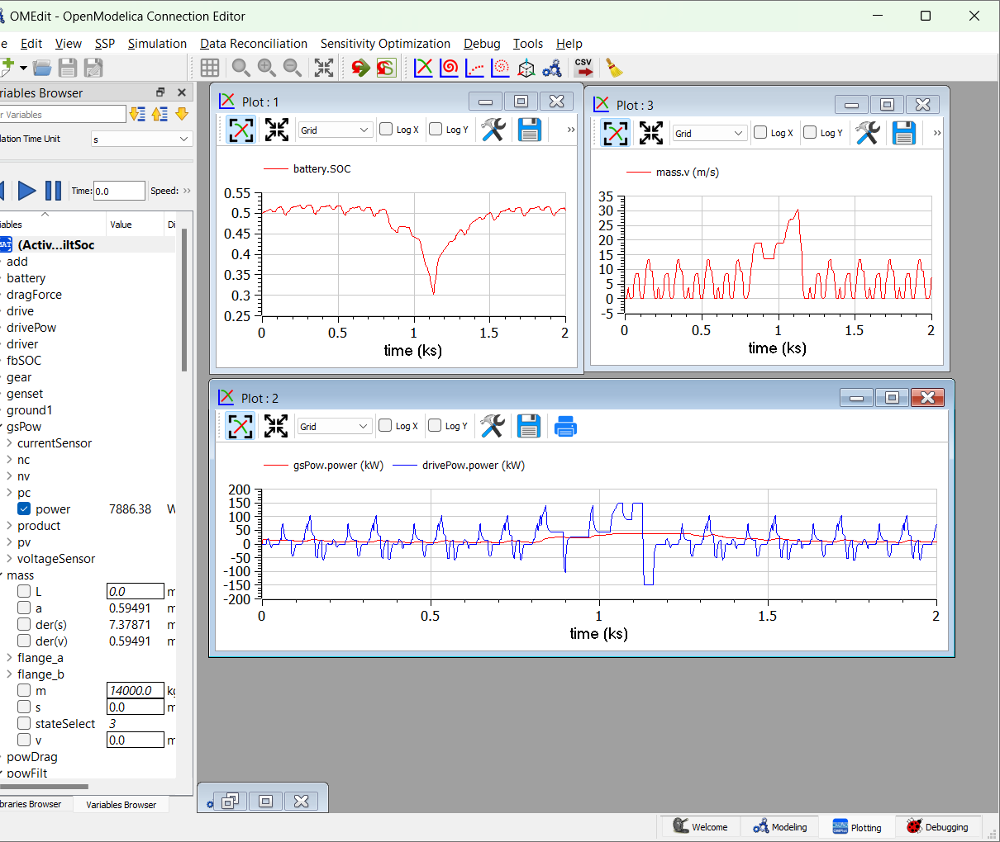 OMEdit - OpenModelica Connection Editor
e Edit View SSP Simulation Data Reconciliation Sensitivity Optimization Debug Tools Help
CSV
ariables Browser
r Variables
lation Time Unit s
Time: 0.0 Speed: »
ables Value Di
MAT (Activ...iltSoc
add
battery
dragForce
drive
drivePow
driver
fbSOC
gear
genset
ground1
gsPow
currentSensor
nc
nv
pc
power 7886.38 W
product
pv
voltageSensor
mass
L 0.0 m
a 0.59491 m
der(s) 7.37871 m
der(v) 0.59491 m
flange_a
flange_b
m 14000.0 kg
s 0.0 m
stateSelect 3
v 0.0 m
powDrag
powFilt
braries Browser Variables Browser
Plot : 1
Grid Log X Log Y »
battery.SOC
0.55
0.5
0.45
0.4
0.35
0.3
0.25
0 0.5 1 1.5 2
time (ks)
Plot : 3
Grid Log X Log Y »
mass.v (m/s)
35
30
25
20
15
10
5
0
-5
0 0.5 1 1.5 2
time (ks)
Plot : 2
Grid Log X Log Y
gsPow.power (kW) drivePow.power (kW)
200
150
100
50
0
-50
-100
-150
-200
0 0.5 1 1.5 2
time (ks)
Welcome Modeling Plotting Debugging